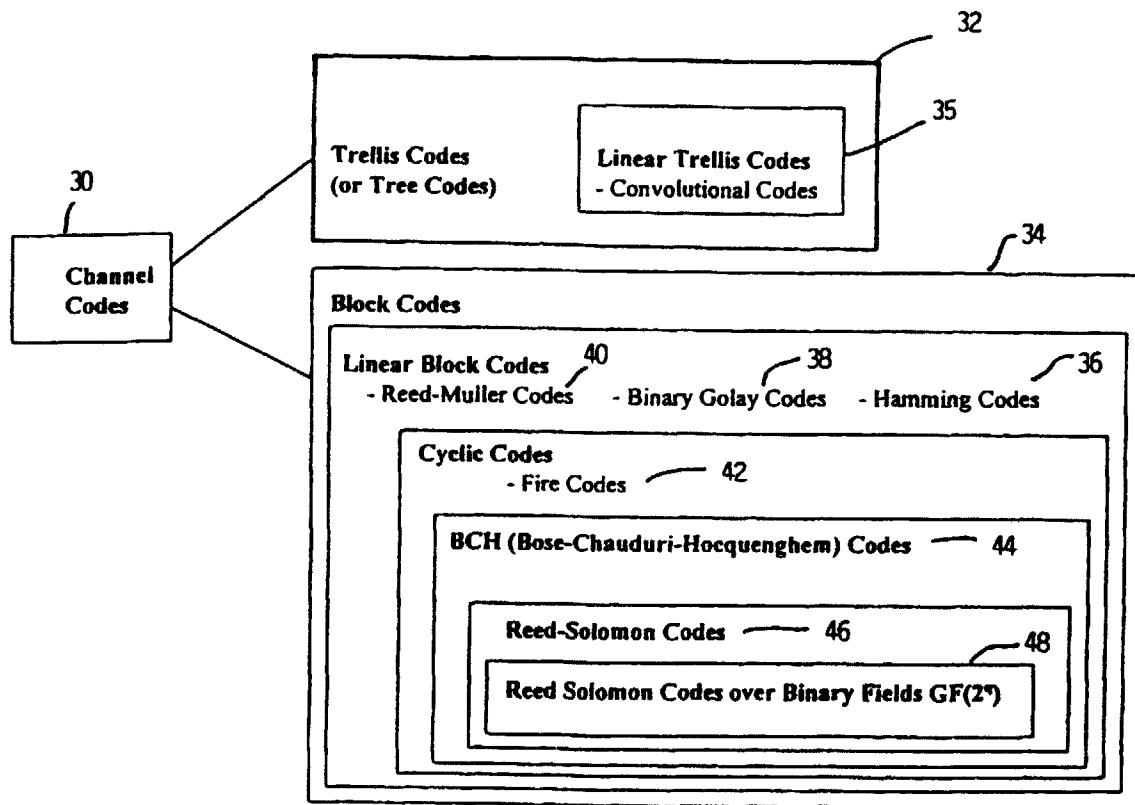 32
35
Trellis Codes
(or Tree Codes)
Linear Trellis Codes
- Convolutional Codes
30
Channel
Codes
34
Block Codes
Linear Block Codes
40
38
36
- Reed-Muller Codes
- Binary Golay Codes
- Hamming Codes
Cyclic Codes
- Fire Codes
42
BCH (Bose-Chauduri-Hocquenghem) Codes
44
Reed-Solomon Codes
46
48
Reed Solomon Codes over Binary Fields GF(2ᵠ)